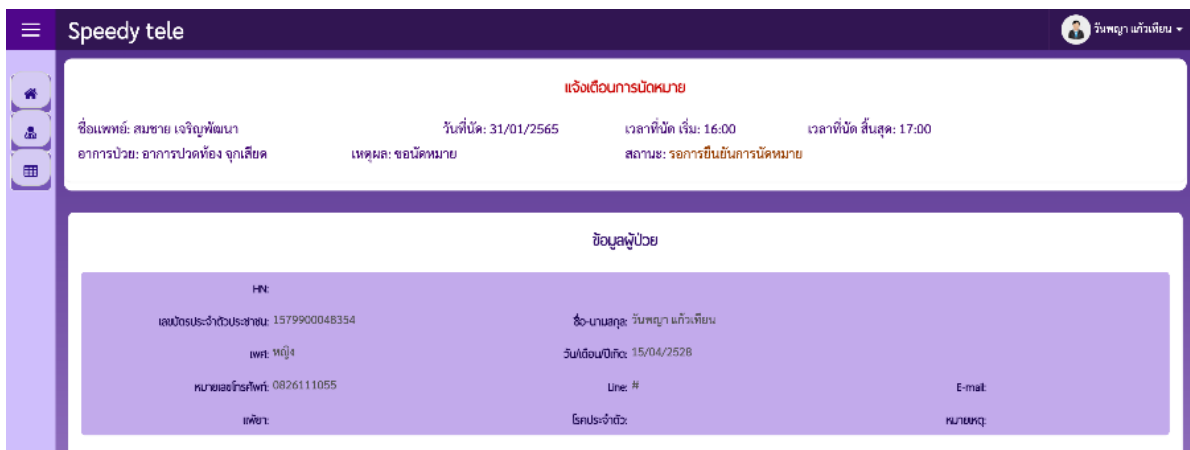 Speedy tele
วันพญา แก้วเทียน
แจ้งเตือนการนัดหมาย
ชื่อแพทย์: สมชาย เจริญพัฒนา วันที่นัด: 31/01/2565 เวลาที่นัด เริ่ม: 16:00 เวลาที่นัด สิ้นสุด: 17:00
อาการป่วย: อาการปวดท้อง จุกเสียด เหตุผล: ขอนัดหมาย สถานะ: รอการยืนยันการนัดหมาย
ข้อมูลผู้ป่วย
HN:
เลขบัตรประจำตัวประชาชน: 1579900048354 ชื่อ-นามสกุล: วันพญา แก้วเทียน
เพศ: หญิง วัน/เดือน/ปีเกิด: 15/04/2528
หมายเลขโทรศัพท์: 0826111055 Line: # E-mail:
แพ้ยา: โรคประจำตัว: หมายเหตุ: